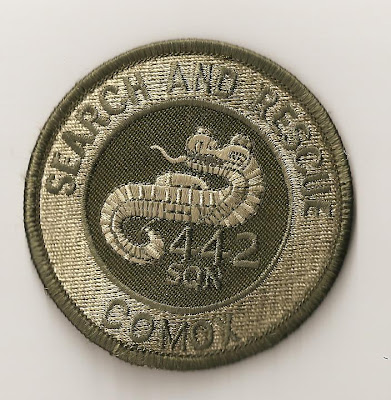 SEARCH AND RESCUE
442
SQN
COMOX